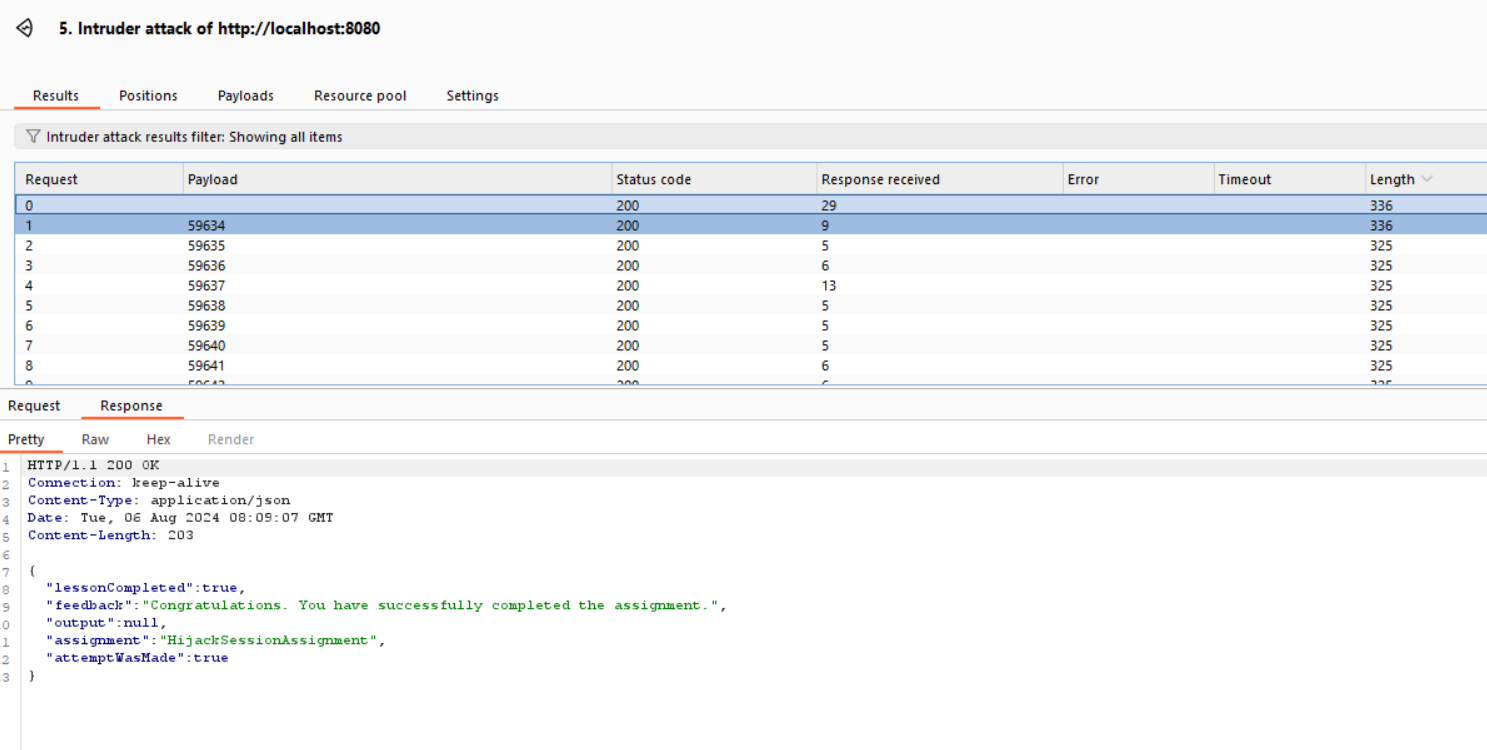 5. Intruder attack of http://localhost:8080
Results Positions Payloads Resource pool Settings
Intruder attack results filter: Showing all items
Request Payload Status code Response received Error Timeout Length
0 200 29 336
1 59634 200 9 336
2 59635 200 5 325
3 59636 200 6 325
4 59637 200 13 325
5 59638 200 5 325
6 59639 200 5 325
7 59640 200 5 325
8 59641 200 6 325
Request Response
Pretty Raw Hex Render
1 HTTP/1.1 200 OK
2 Connection: keep-alive
3 Content-Type: application/json
4 Date: Tue, 06 Aug 2024 08:09:07 GMT
5 Content-Length: 203
6
7 {
8 "lessonCompleted":true,
9 "feedback":"Congratulations. You have successfully completed the assignment.",
0 "output":null,
1 "assignment":"HijackSessionAssignment",
2 "attemptWasMade":true
3 }